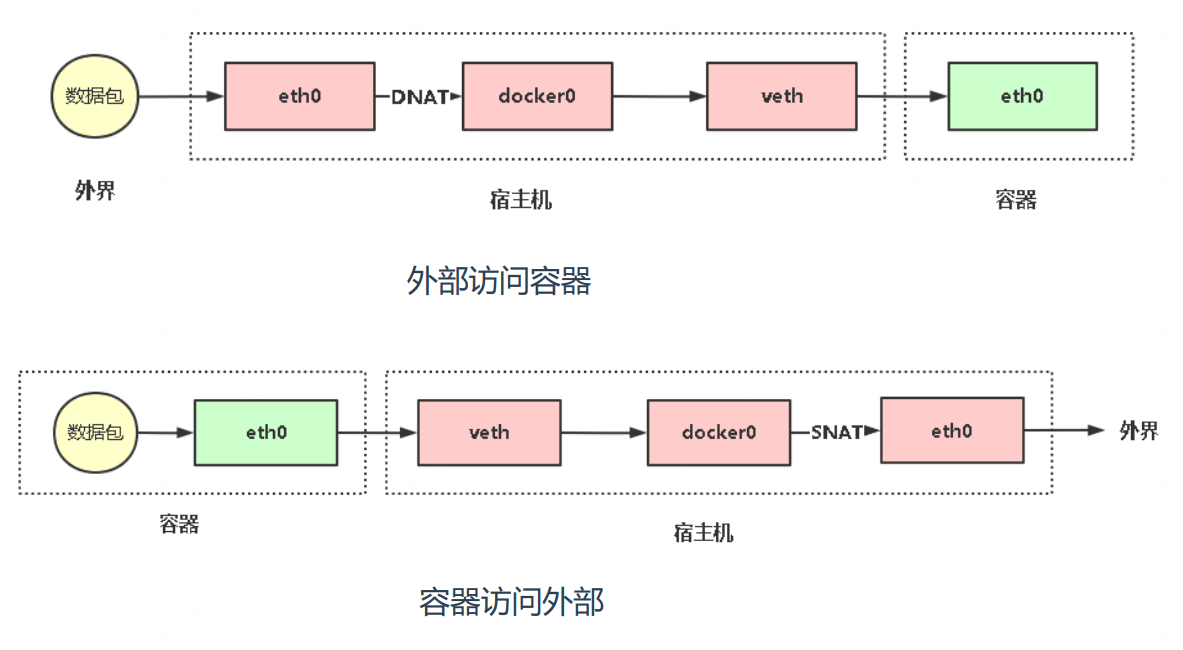 数据包
eth0
DNAT
docker0
veth
eth0
外界
宿主机
容器
外部访问容器
数据包
eth0
veth
docker0
SNAT
eth0
外界
容器
宿主机
容器访问外部